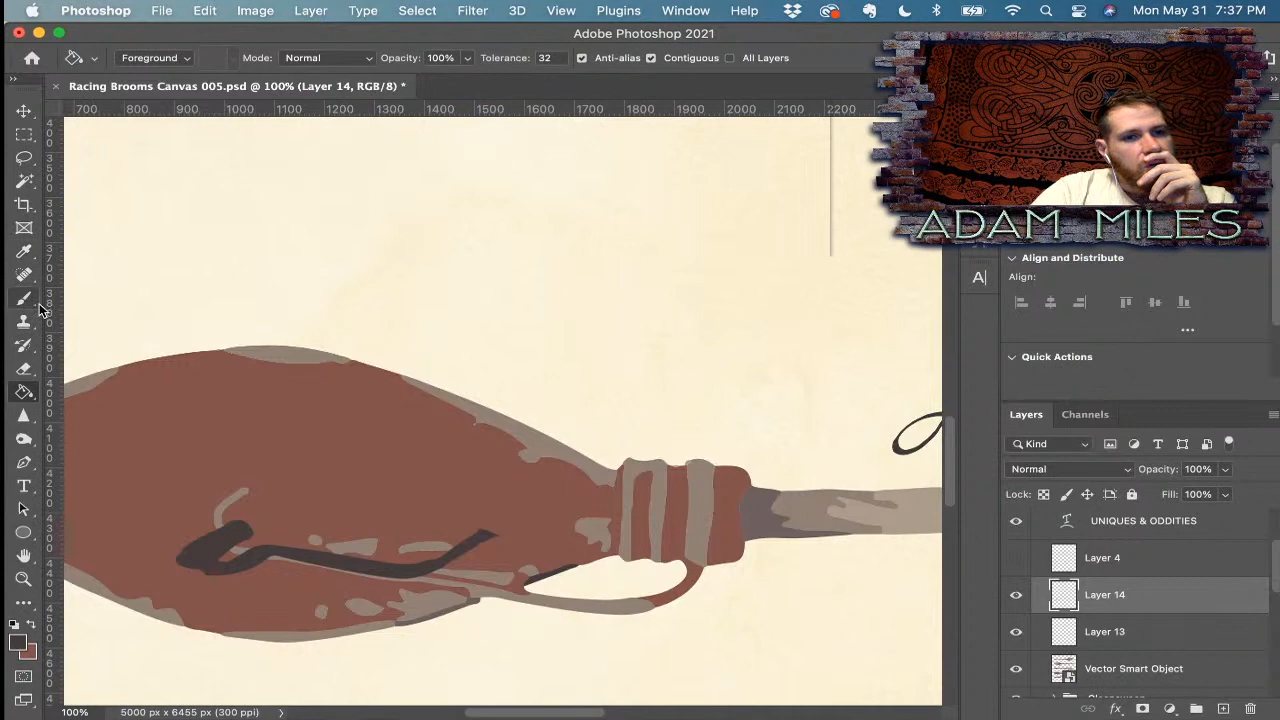 Photoshop File Edit Image Layer Type Select Filter 3D View Plugins Window Help Mon May 31 7:37 PM
Adobe Photoshop 2021
Foreground Mode: Normal Opacity: 100% Tolerance: 32 Anti-alias Contiguous All Layers
Racing Brooms Canvas 005.psd @ 100% (Layer 14, RGB/8) *
700 800 900 1000 1100 1200 1300 1400 1500 1600 1700 1800 1900 2000 2100 2200
ADAM MILES
Align and Distribute
Align:
A|
Quick Actions
Layers Channels
Kind
Normal Opacity: 100%
Lock: Fill: 100%
UNIQUES & ODDITIES
Layer 4
Layer 14
Layer 13
Vector Smart Object
100% 5000 px x 6455 px (300 ppi)